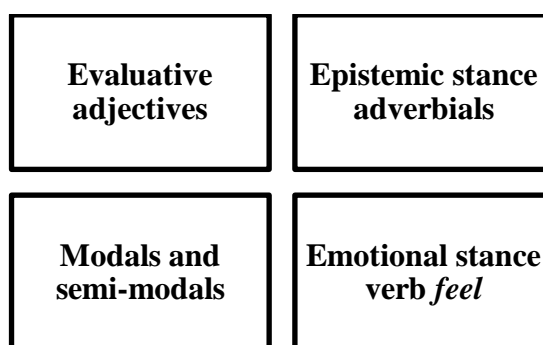 Evaluative
adjectives
Epistemic stance
adverbials
Modals and
semi-modals
Emotional stance
verb feel